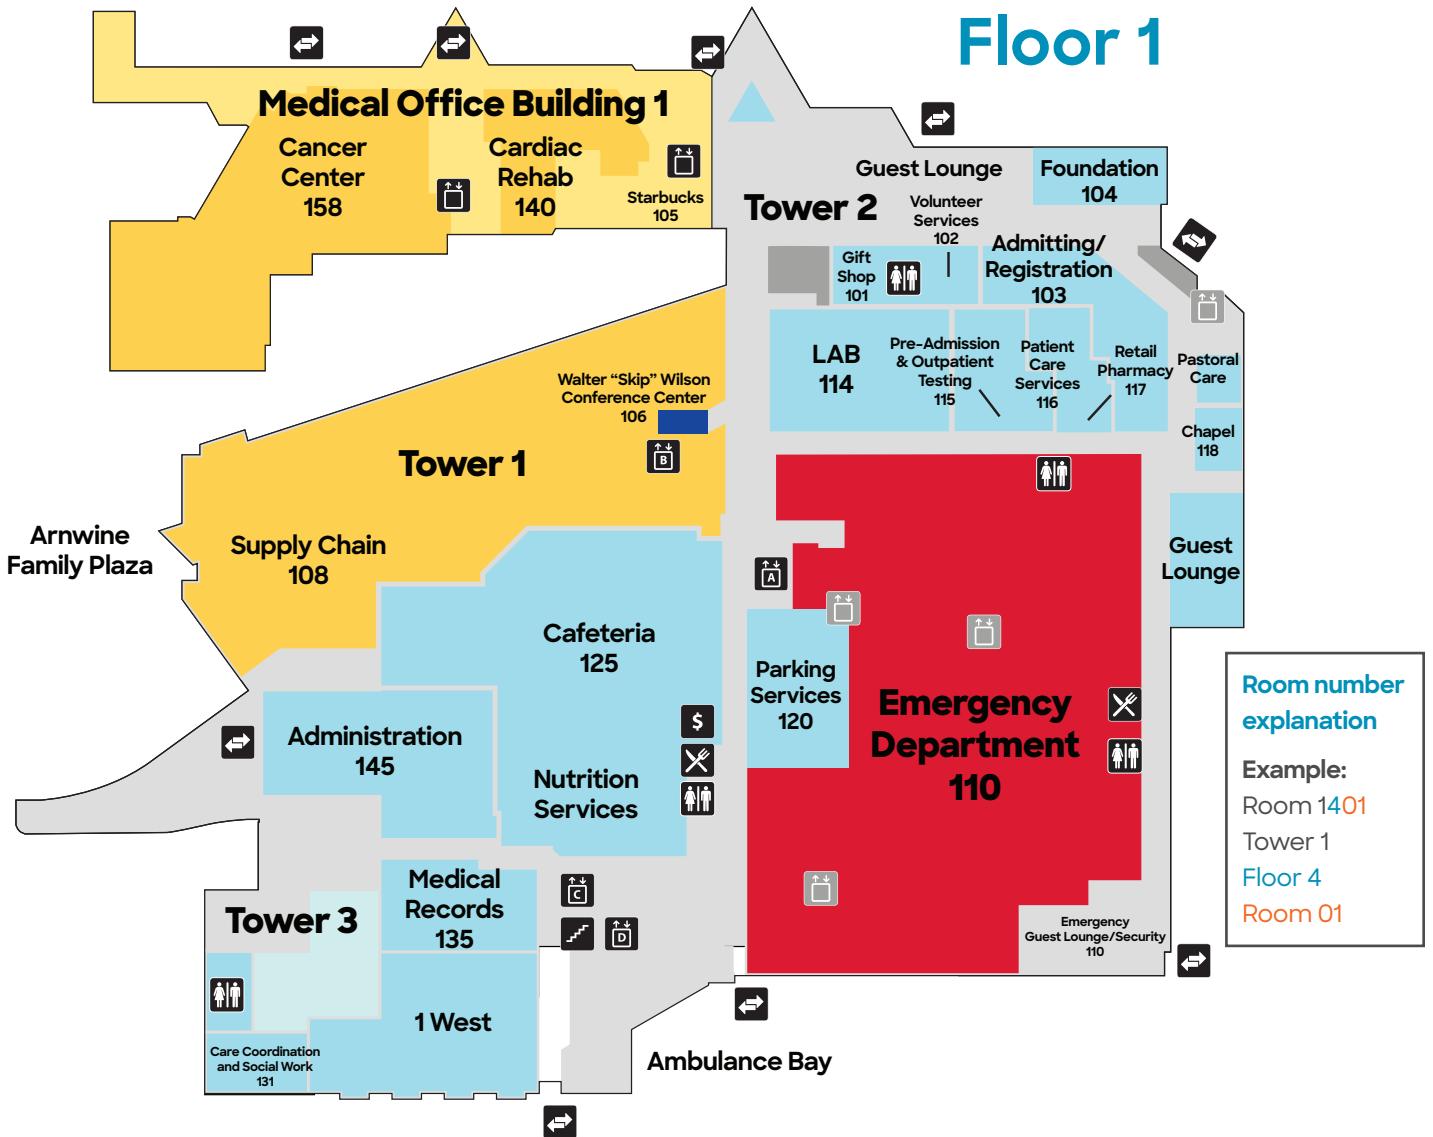 Floor 1
Medical Office Building 1
Cancer
Center
158
Cardiac
Rehab
140
Starbucks
105
Guest Lounge
Foundation
104
Tower 2
Volunteer
Services
102
Admitting/
Registration
103
Gift
Shop
101
LAB
114
Pre-Admission
& Outpatient
Testing
115
Patient
Care
Services
116
Retail
Pharmacy
117
Pastoral
Care
Chapel
118
Walter “Skip” Wilson
Conference Center
106
B
Tower 1
Arnwine
Family Plaza
Supply Chain
108
Guest
Lounge
A
Cafeteria
125
Parking
Services
120
Emergency
Department
110
$
Administration
145
Nutrition
Services
Room number
explanation
Example:
Room 1401
Tower 1
Floor 4
Room 01
Medical
Records
135
C
D
Tower 3
Emergency
Guest Lounge/Security
110
1 West
Care Coordination
and Social Work
131
Ambulance Bay